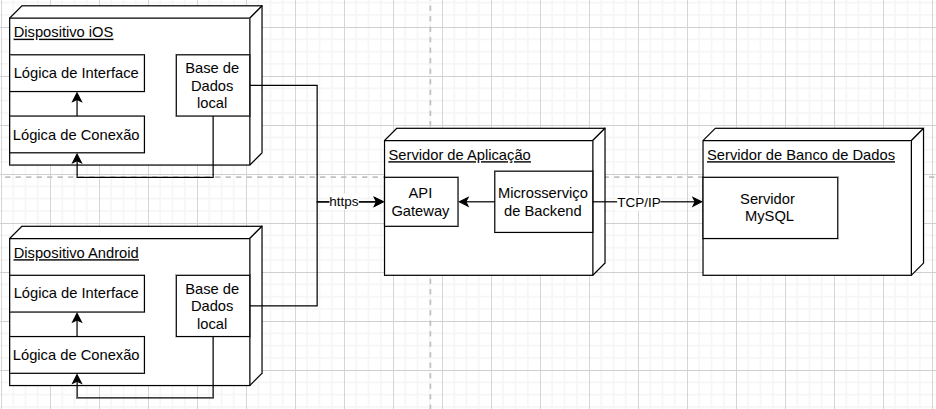 Dispositivo iOS
Lógica de Interface
Base de
Dados
local
Lógica de Conexão
Dispositivo Android
Lógica de Interface
Base de
Dados
local
Lógica de Conexão
https
Servidor de Aplicação
API
Gateway
Microserviço
de Backend
TCP/IP
Servidor de Banco de Dados
Servidor
MySQL